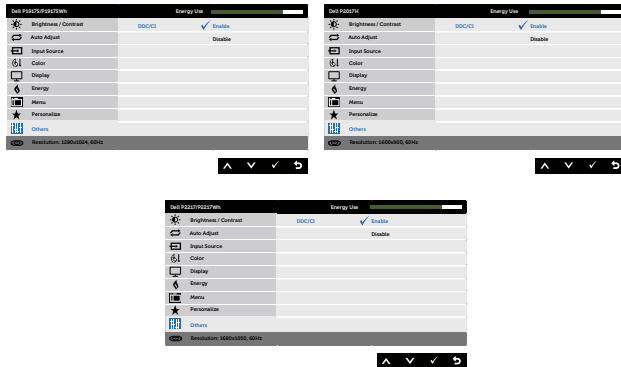 Dell P1917S/P1917SWh Energy Use
Brightness / Contrast DDC/CI Enable
Auto Adjust Disable
Input Source
Color
Display
Energy
Menu
Personalize
Others
Resolution: 1280x1024, 60Hz
Dell P2017H Energy Use
Brightness / Contrast DDC/CI Enable
Auto Adjust Disable
Input Source
Color
Display
Energy
Menu
Personalize
Others
Resolution: 1600x900, 60Hz
Dell P2217/P2217Wh Energy Use
Brightness / Contrast DDC/CI Enable
Auto Adjust Disable
Input Source
Color
Display
Energy
Menu
Personalize
Others
Resolution: 1680x1050, 60Hz